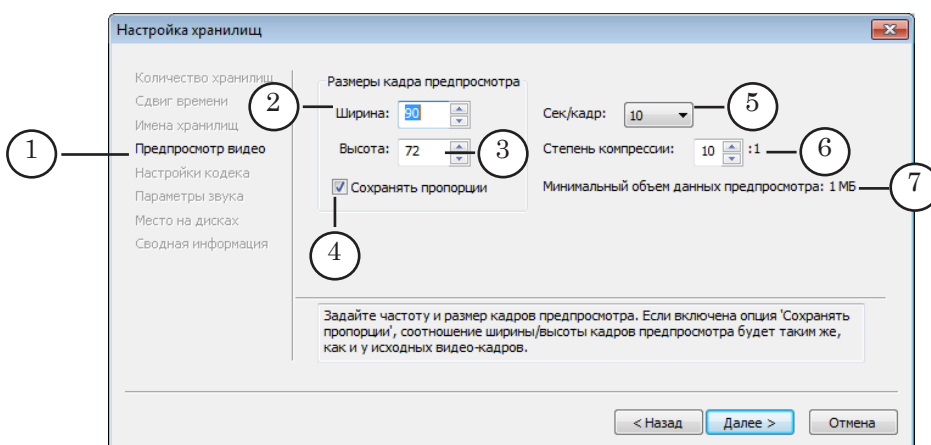 Настройка хранилищ
Количество хранилищ
Сдвиг времени
Имена хранилищ
Предпросмотр видео
Настройки кодека
Параметры звука
Место на дисках
Сводная информация
1
Размеры кадра предпросмотра
2
Ширина: 90
Высота: 72
3
Сохранять пропорции
4
Сек/кадр: 10
5
Степень компрессии: 10 :1
6
Минимальный объем данных предпросмотра: 1 МБ
7
Задайте частоту и размер кадров предпросмотра. Если включена опция 'Сохранять
пропорции', соотношение ширины/высоты кадров предпросмотра будет таким же,
как и у исходных видео-кадров.
< Назад
Далее >
Отмена